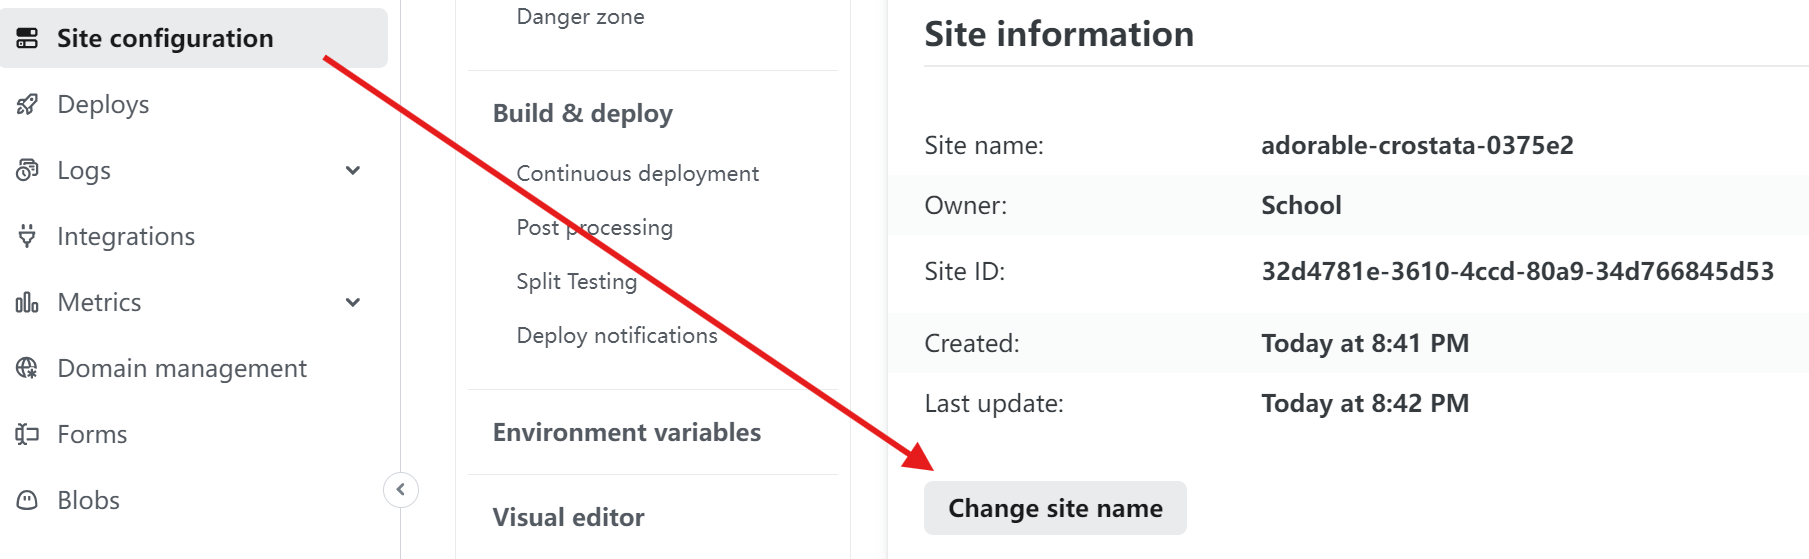 Site configuration
Deploys
Logs
Integrations
Metrics
Domain management
Forms
Blobs
Danger zone
Build & deploy
Continuous deployment
Post processing
Split Testing
Deploy notifications
Environment variables
Visual editor
Site information
Site name: adorable-crostata-0375e2
Owner: School
Site ID: 32d4781e-3610-4ccd-80a9-34d766845d53
Created: Today at 8:41 PM
Last update: Today at 8:42 PM
Change site name